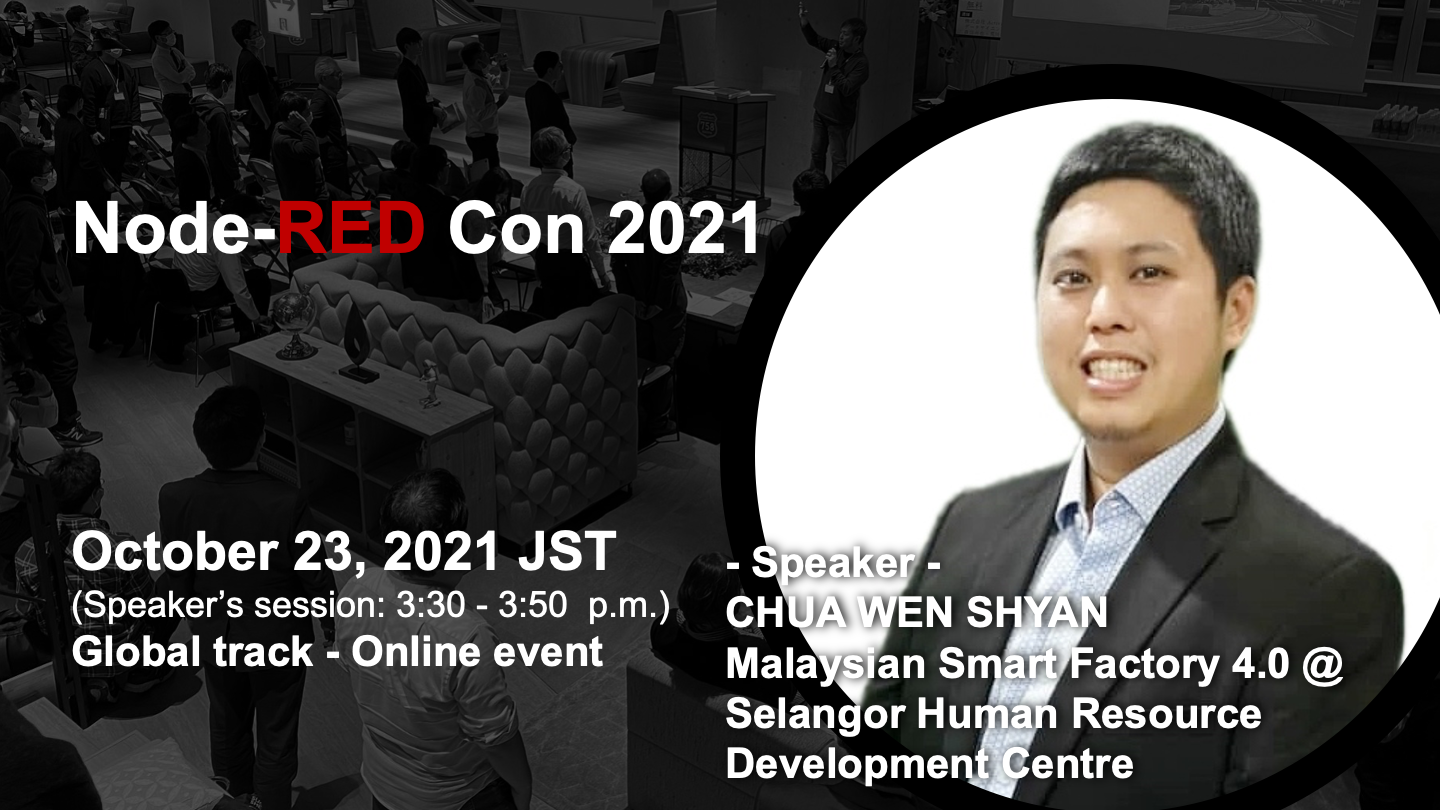 Node-RED Con 2021
October 23, 2021 JST
(Speaker's session: 3:30 - 3:50 p.m.)
Global track - Online event
- Speaker -
CHUA WEN SHYAN
Malaysian Smart Factory 4.0 @
Selangor Human Resource
Development Centre